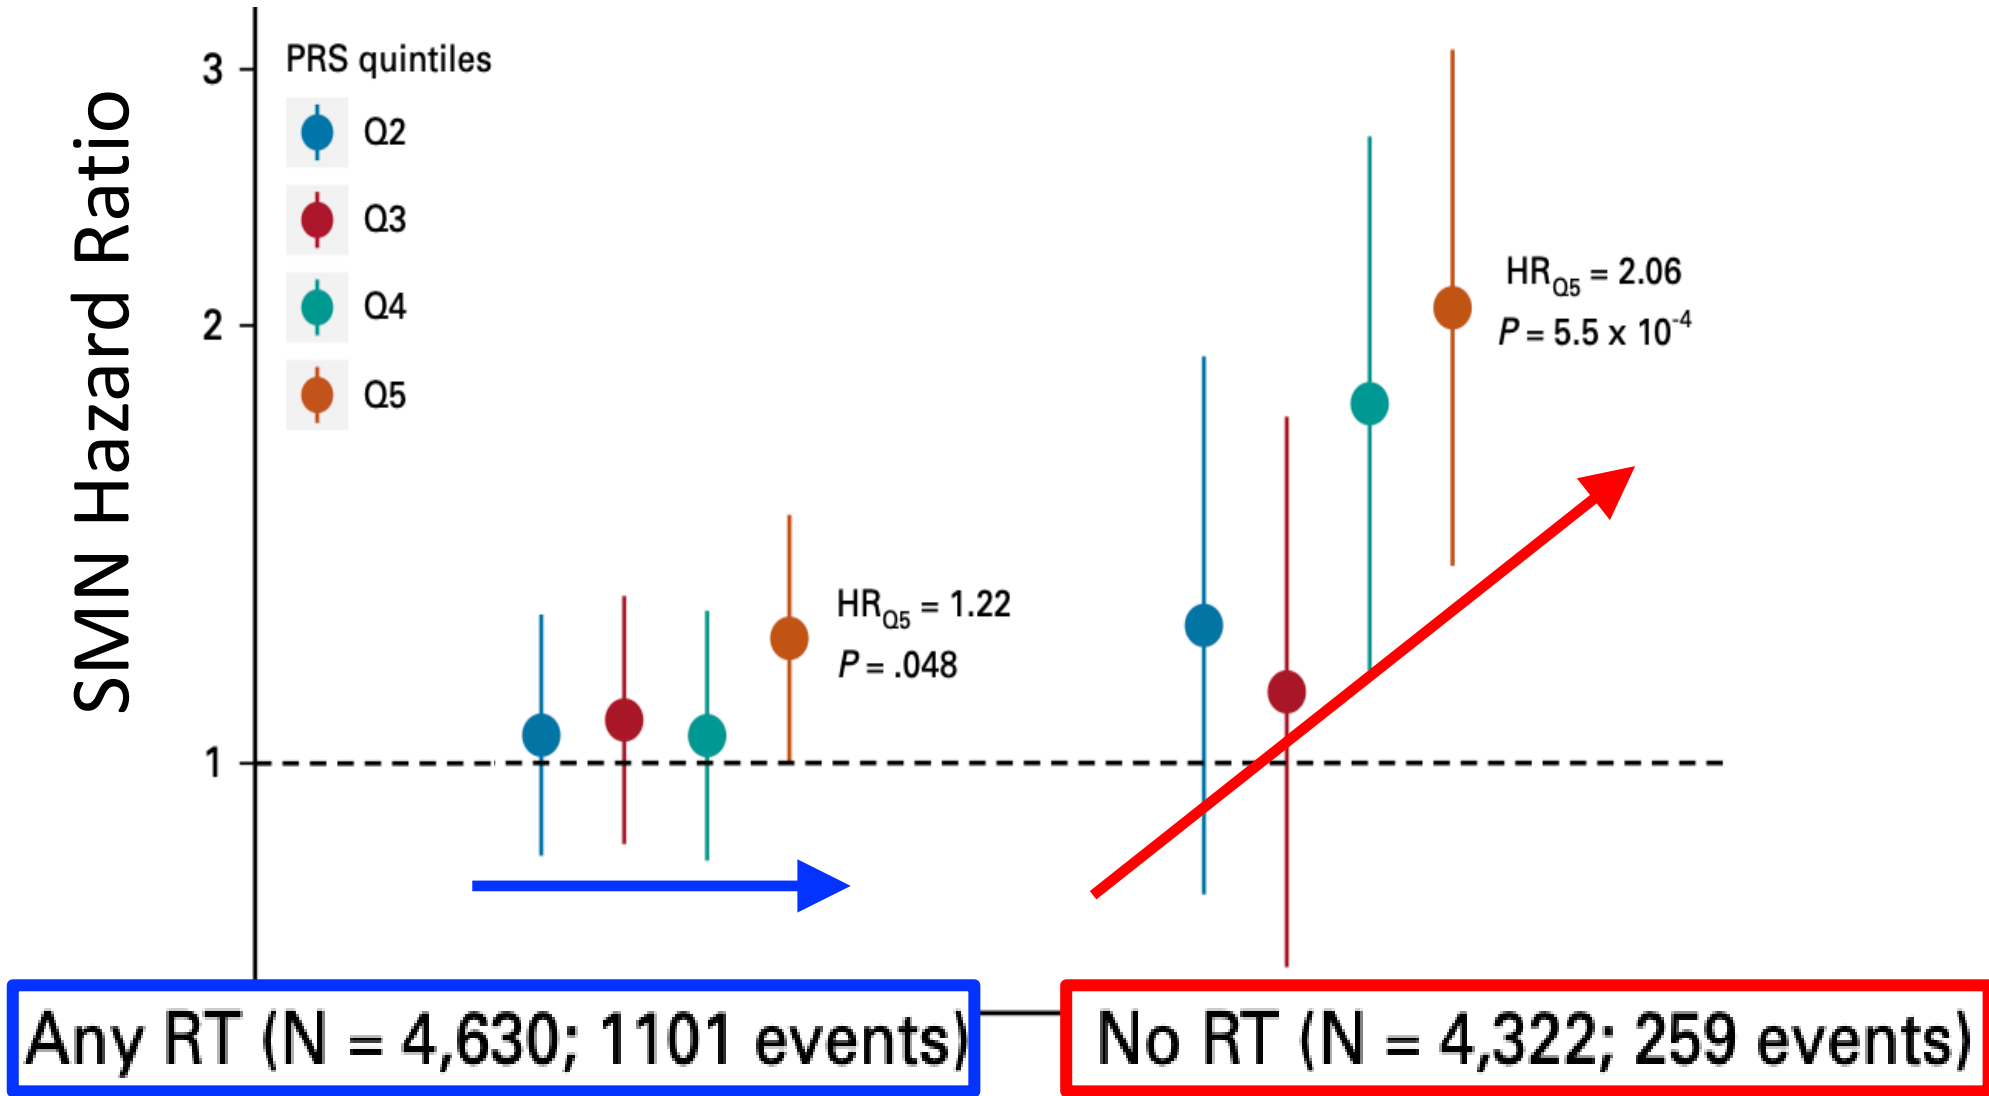 SMN Hazard Ratio
3
2
1
PRS quintiles
Q2
Q3
Q4
Q5
HRQ5 = 1.22
P = .048
HRQ5 = 2.06
P = 5.5 x 10-4
Any RT (N = 4,630; 1101 events)
No RT (N = 4,322; 259 events)